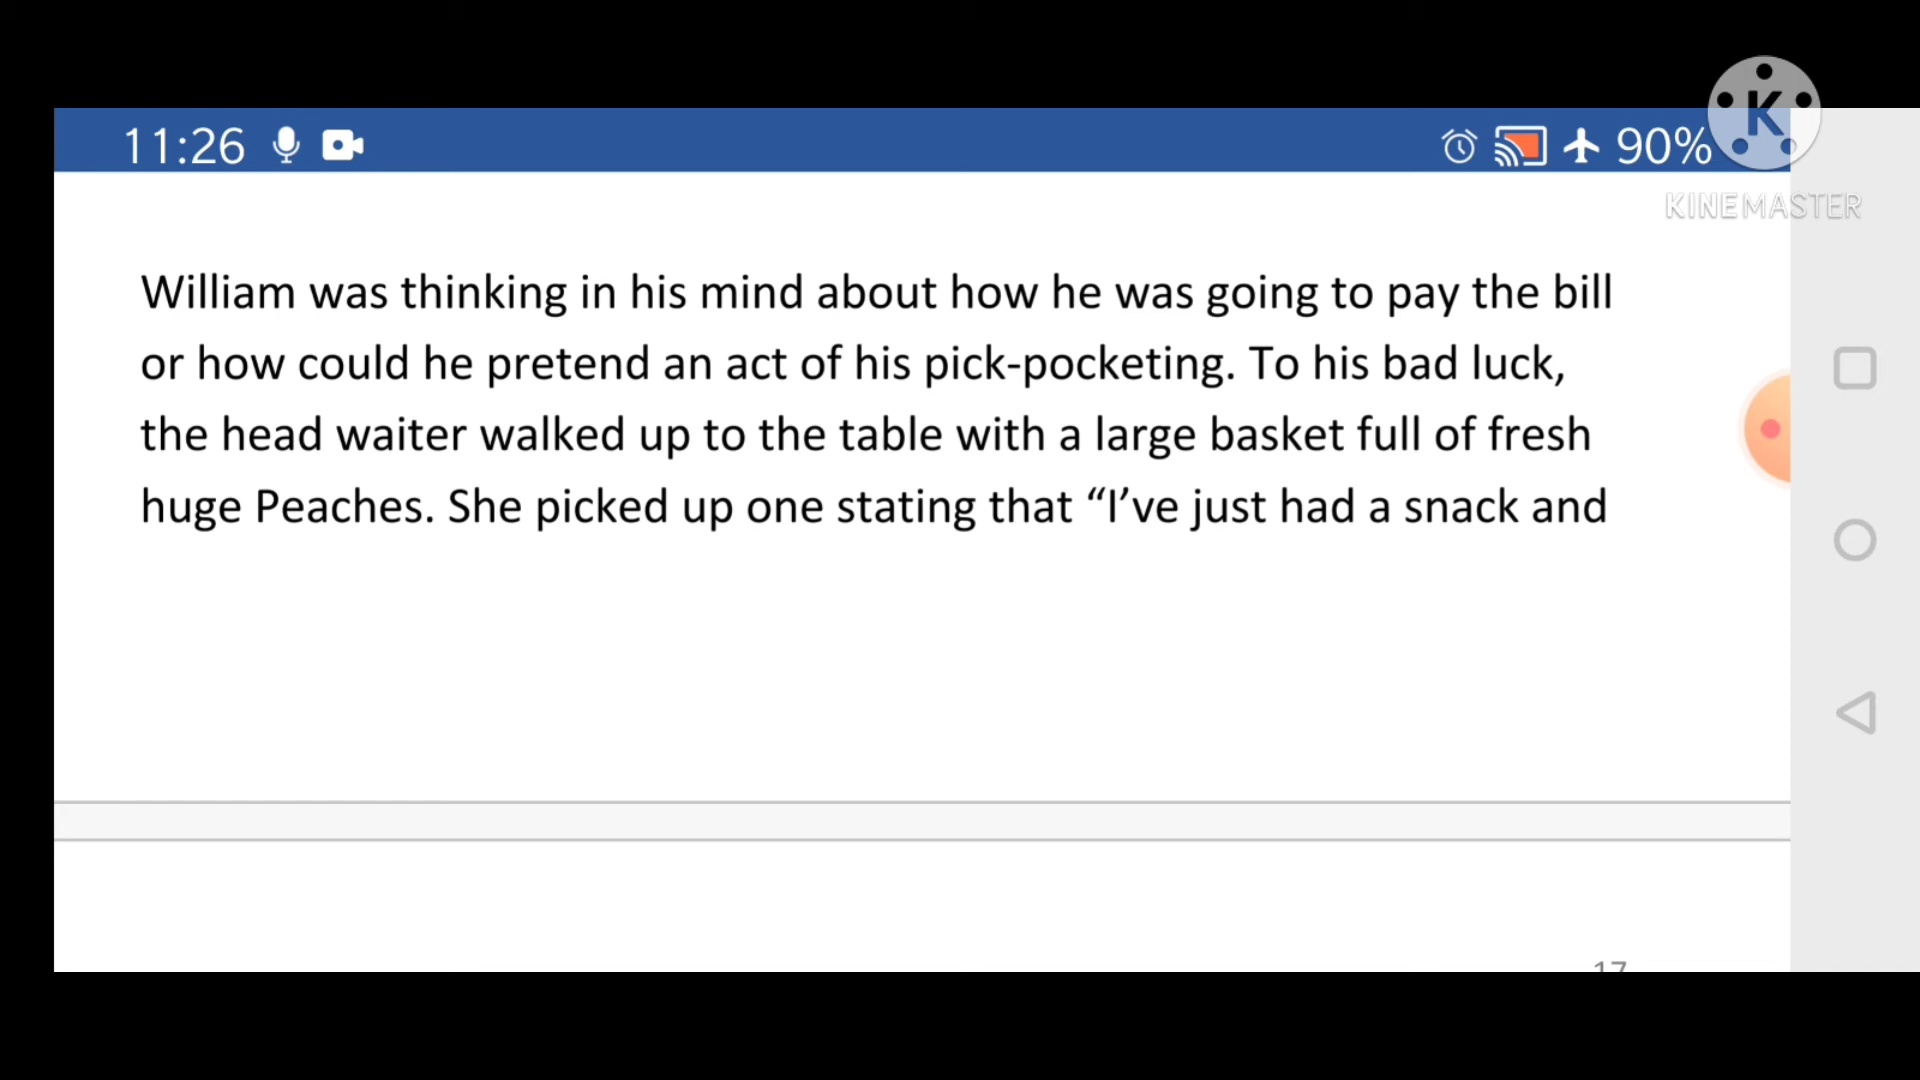 11:26
90%
K
KINEMASTER
William was thinking in his mind about how he was going to pay the bill
or how could he pretend an act of his pick-pocketing. To his bad luck,
the head waiter walked up to the table with a large basket full of fresh
huge Peaches. She picked up one stating that “I’ve just had a snack and
17